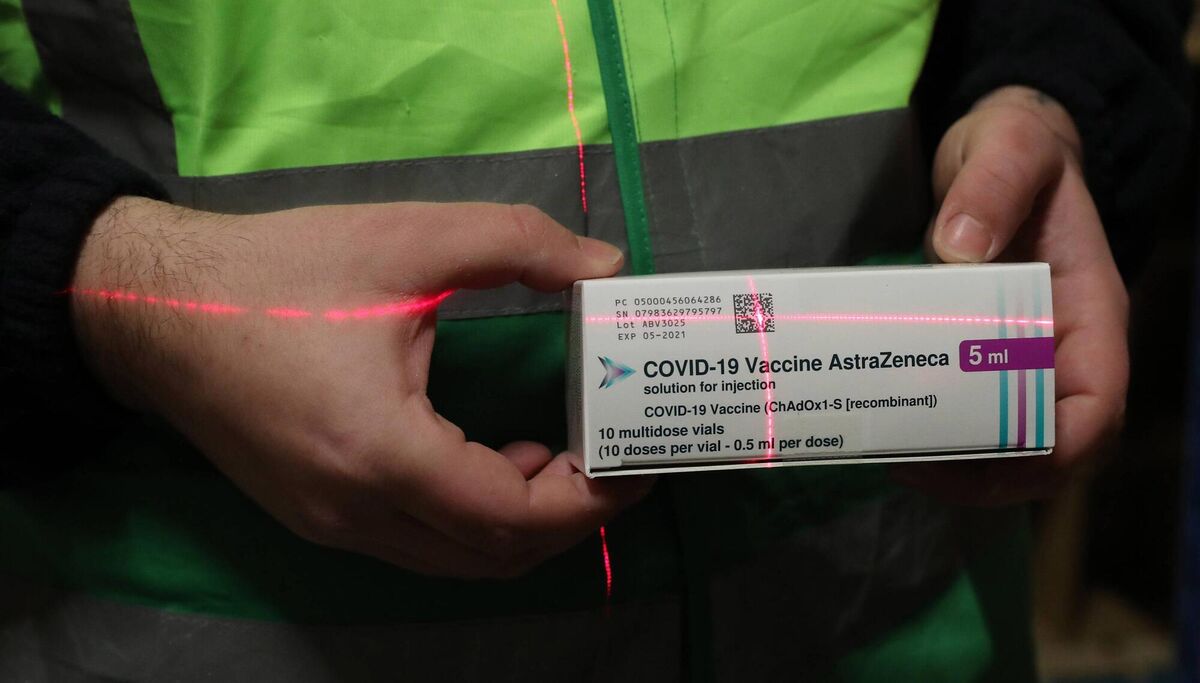 PC 05000456064286
SN 07983629795797
Lot ABV3025
EXP 05-2021
COVID-19 Vaccine AstraZeneca
5 ml
solution for injection
COVID-19 Vaccine (ChAdOx1-S [recombinant])
10 multidose vials
(10 doses per vial - 0.5 ml per dose)